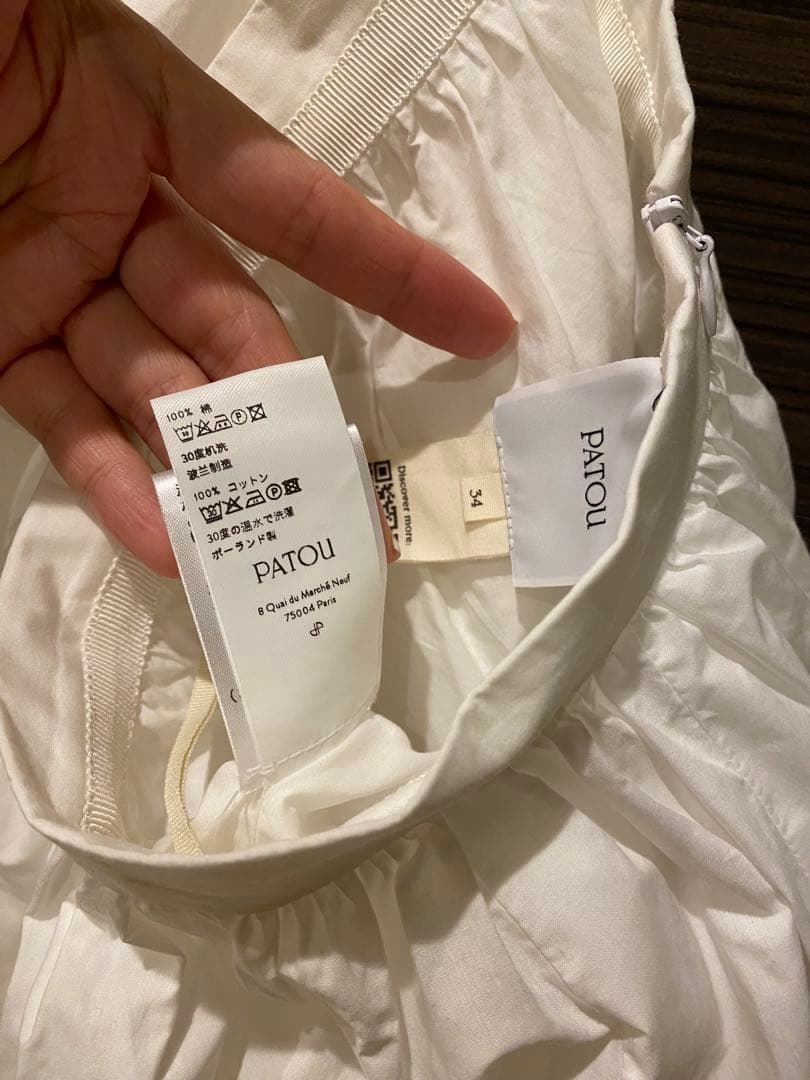 100% 棉
30度机洗
波兰制造
100% コットン
30度の温水で洗濯
ポーランド製
PATOU
8 Quai du Marché Neuf
75004 Paris
JP
Discover more:
34
PATOU